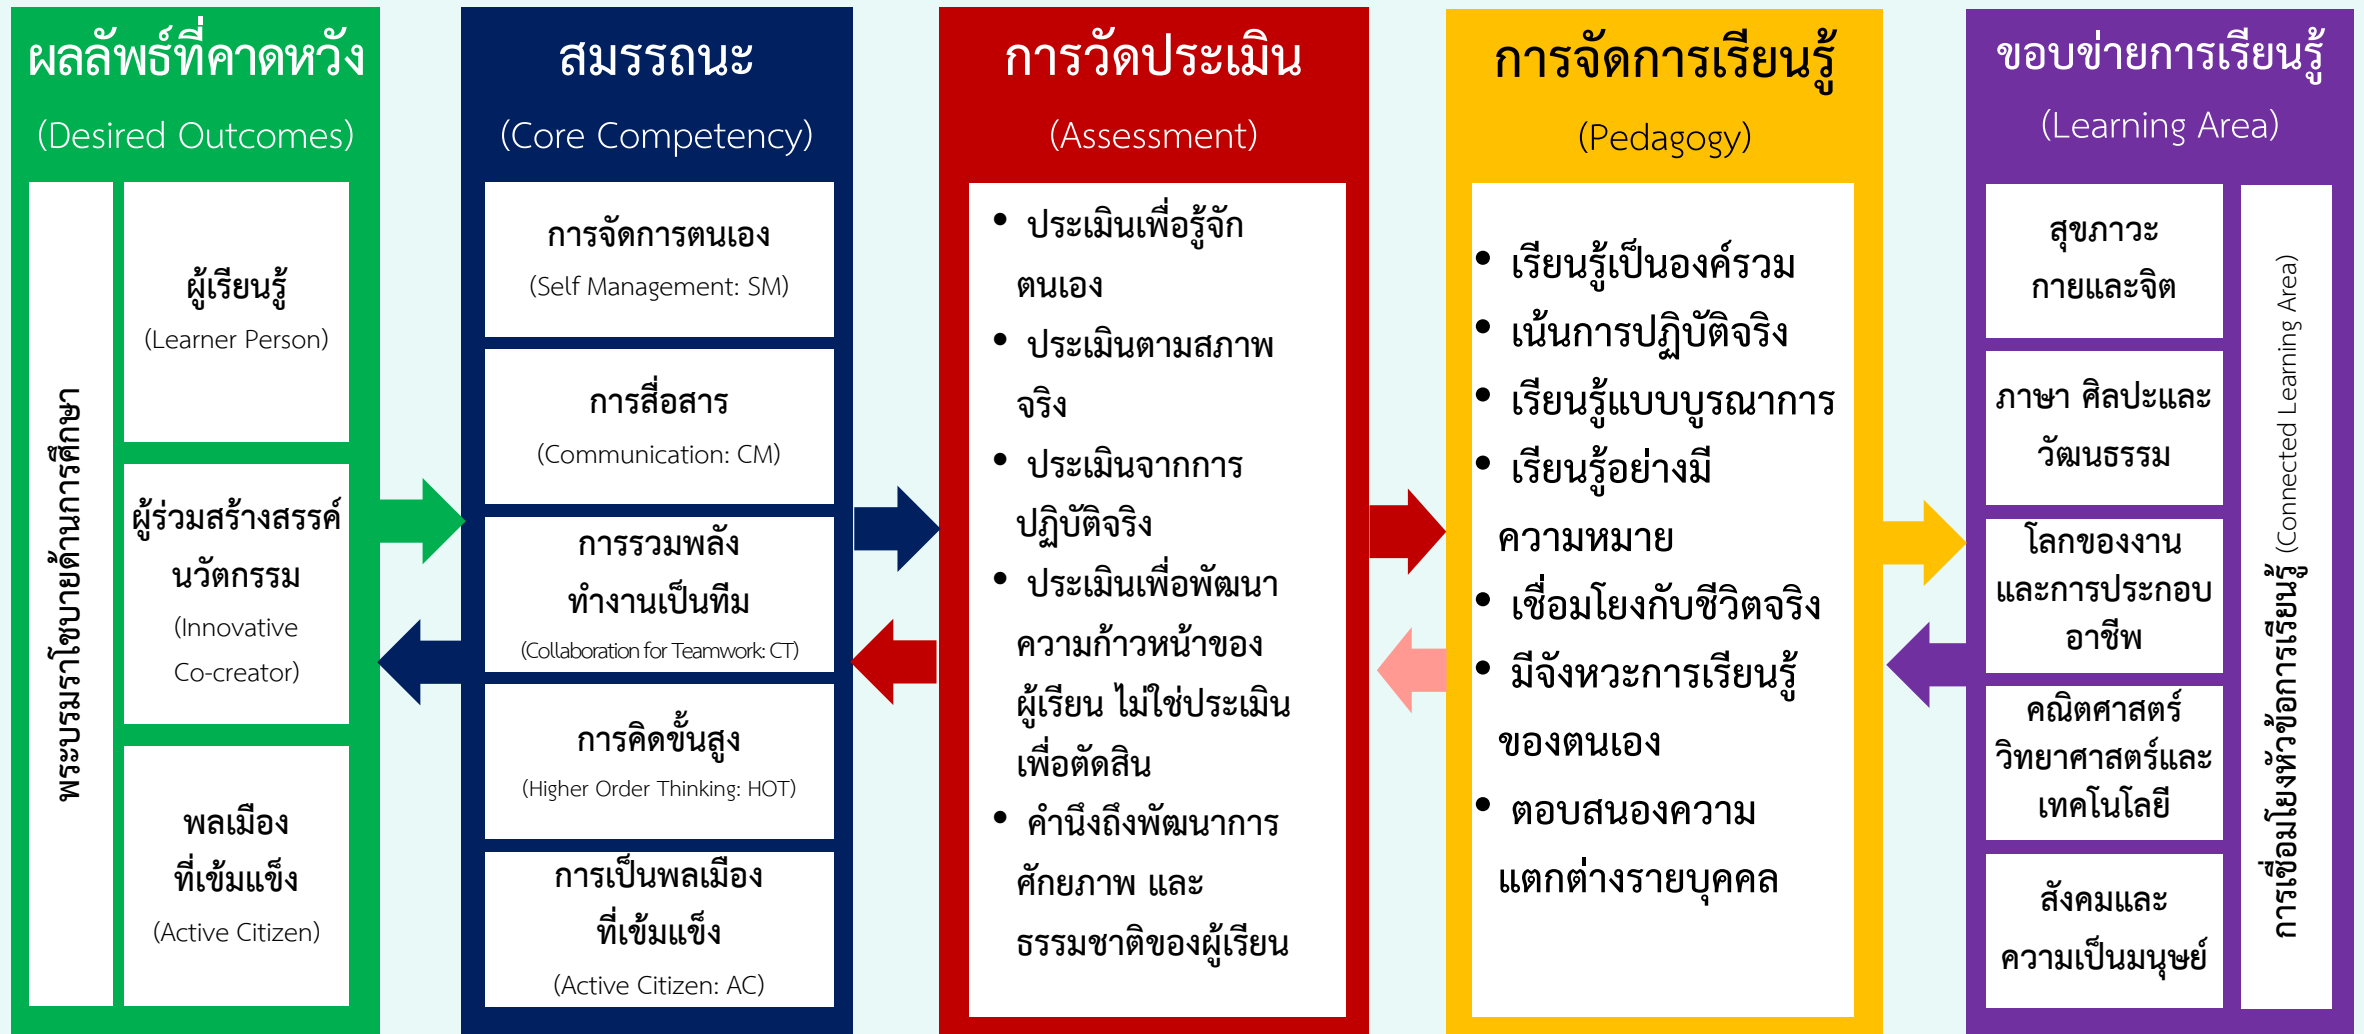 ผลลัพธ์ที่คาดหวัง
(Desired Outcomes)
พระบรมราโชบายด้านการศึกษา
ผู้เรียนรู้
(Learner Person)
ผู้ร่วมสร้างสรรค์
นวัตกรรม
(Innovative
Co-creator)
พลเมือง
ที่เข้มแข็ง
(Active Citizen)
สมรรถนะ
(Core Competency)
การจัดการตนเอง
(Self Management: SM)
การสื่อสาร
(Communication: CM)
การรวมพลัง
ทำงานเป็นทีม
(Collaboration for Teamwork: CT)
การคิดขั้นสูง
(Higher Order Thinking: HOT)
การเป็นพลเมือง
ที่เข้มแข็ง
(Active Citizen: AC)
การวัดประเมิน
(Assessment)
• ประเมินเพื่อรู้จัก
ตนเอง
• ประเมินตามสภาพ
จริง
• ประเมินจากการ
ปฏิบัติจริง
• ประเมินเพื่อพัฒนา
ความก้าวหน้าของ
ผู้เรียน ไม่ใช่ประเมิน
เพื่อตัดสิน
• คำนึงถึงพัฒนาการ
ศักยภาพ และ
ธรรมชาติของผู้เรียน
การจัดการเรียนรู้
(Pedagogy)
• เรียนรู้เป็นองค์รวม
• เน้นการปฏิบัติจริง
• เรียนรู้แบบบูรณาการ
• เรียนรู้อย่างมี
ความหมาย
• เชื่อมโยงกับชีวิตจริง
• มีจังหวะการเรียนรู้
ของตนเอง
• ตอบสนองความ
แตกต่างรายบุคคล
ขอบข่ายการเรียนรู้
(Learning Area)
สุขภาวะ
กายและจิต
ภาษา ศิลปะและ
วัฒนธรรม
โลกของงาน
และการประกอบ
อาชีพ
คณิตศาสตร์
วิทยาศาสตร์และ
เทคโนโลยี
สังคมและ
ความเป็นมนุษย์
การเชื่อมโยงหัวข้อการเรียนรู้ (Connected Learning Area)